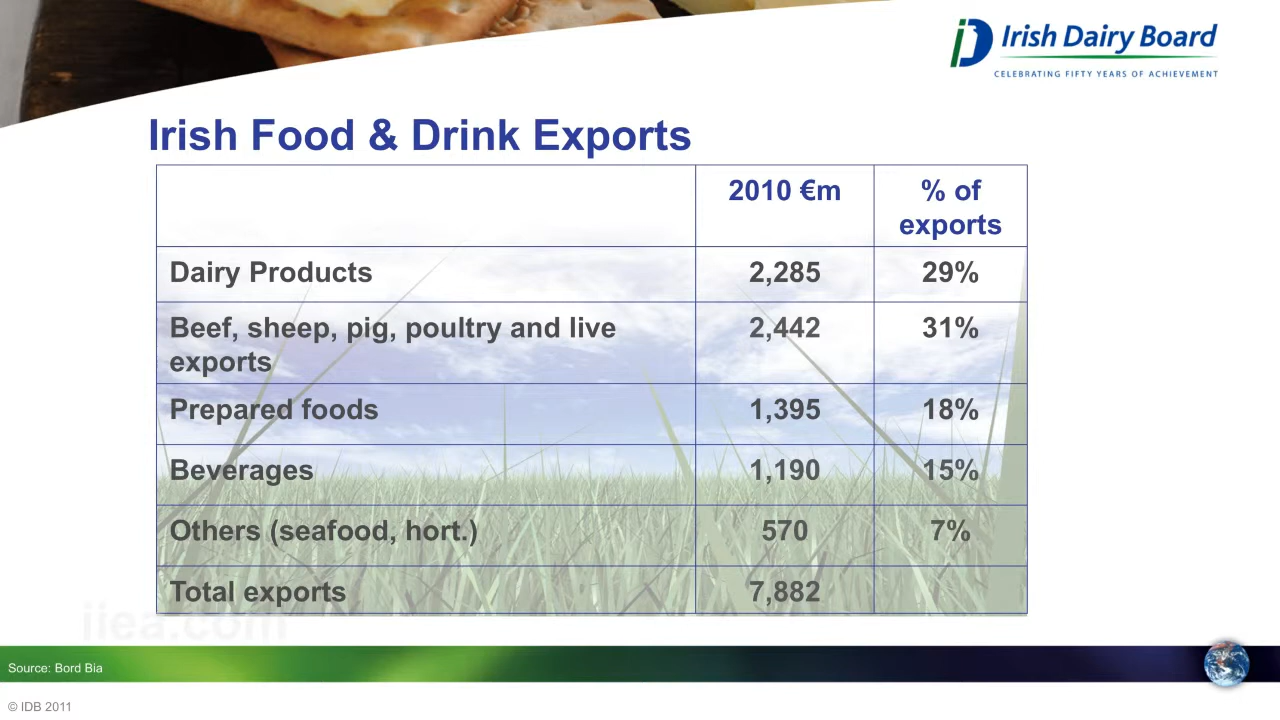 Irish Dairy Board
CELEBRATING FIFTY YEARS OF ACHIEVEMENT
Irish Food & Drink Exports
2010 €m % of exports
Dairy Products 2,285 29%
Beef, sheep, pig, poultry and live exports 2,442 31%
Prepared foods 1,395 18%
Beverages 1,190 15%
Others (seafood, hort.) 570 7%
Total exports 7,882
iiea.com
Source: Bord Bia
© IDB 2011